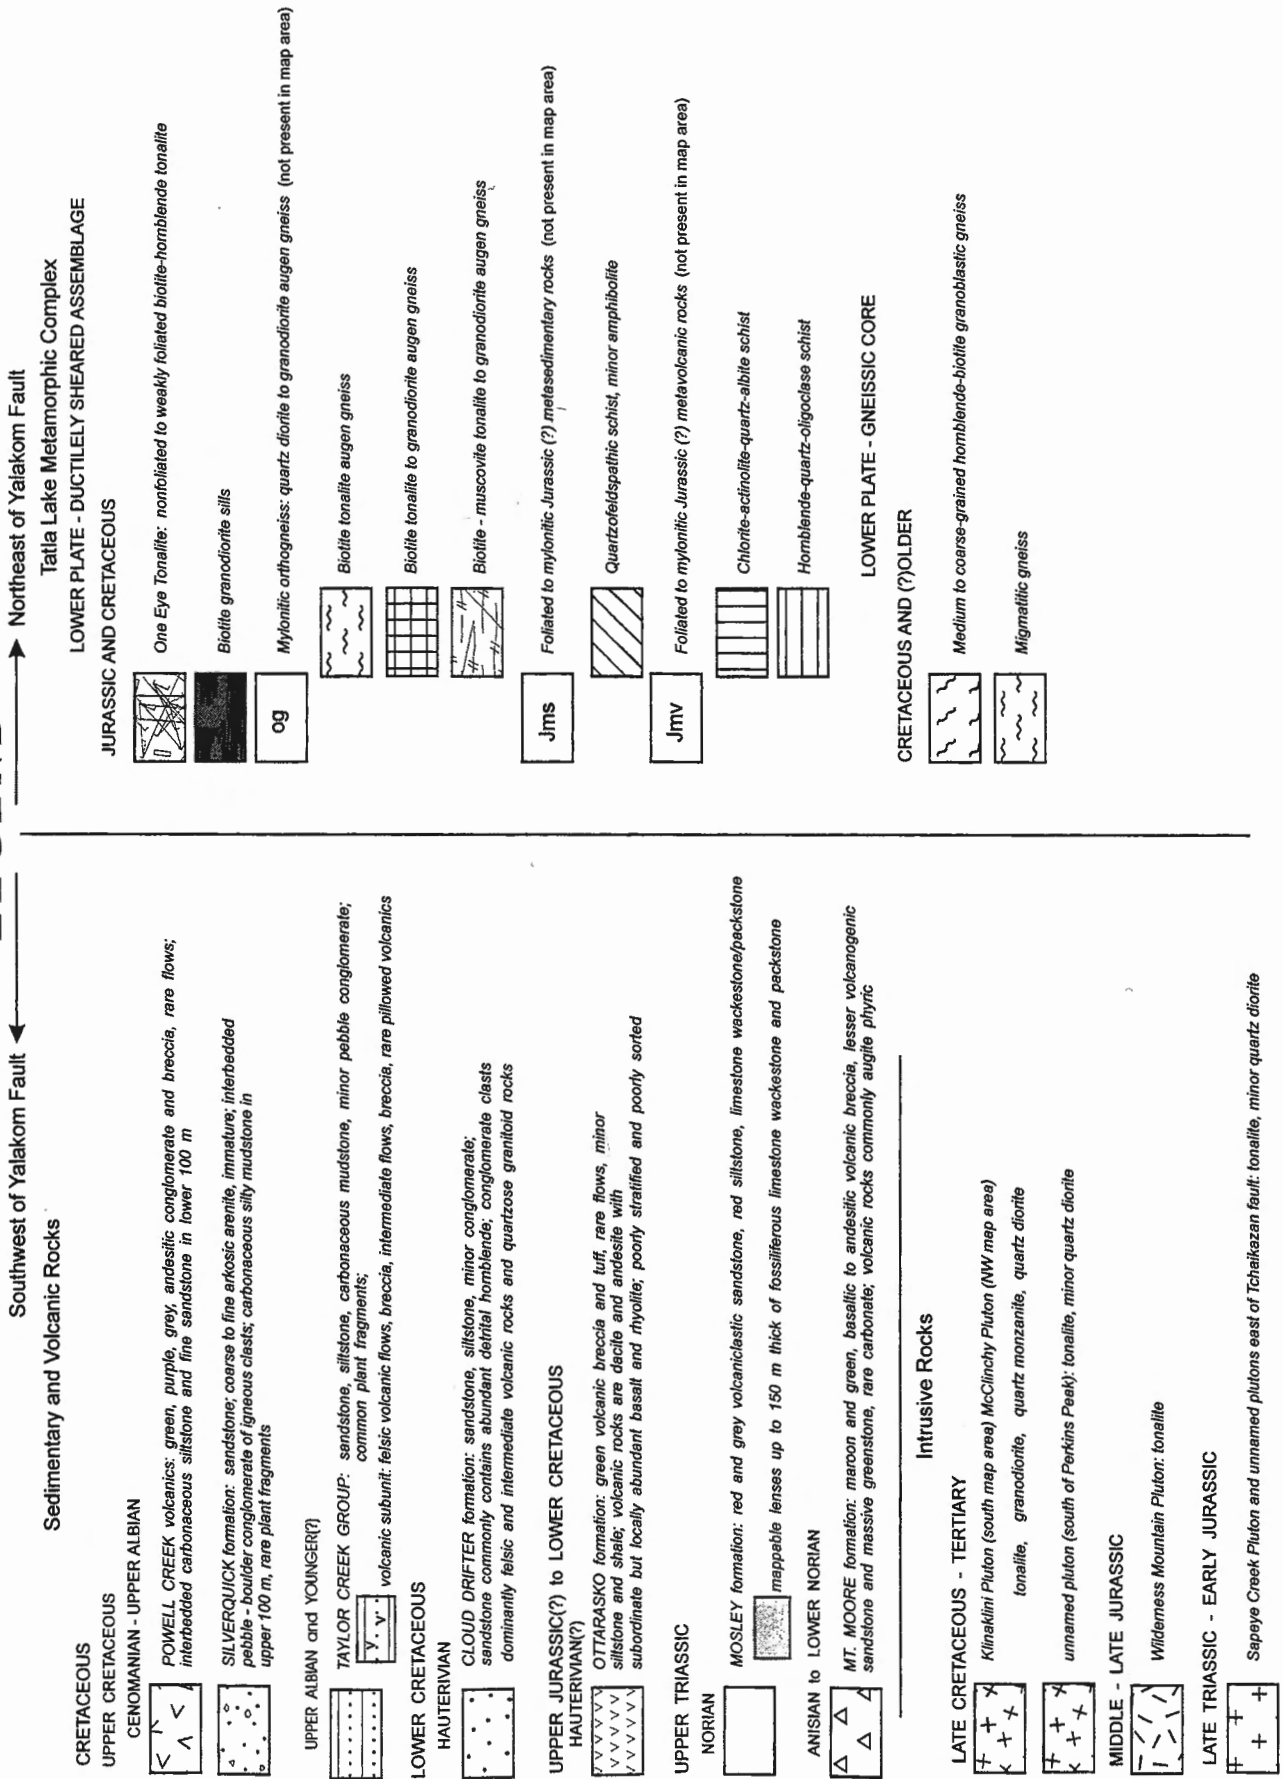 Southwest of Yalakom Fault
Northeast of Yalakom Fault
Sedimentary and Volcanic Rocks
CRETACEOUS
UPPER CRETACEOUS
CENOMANIAN - UPPER ALBIAN
POWELL CREEK volcanics: green, purple, grey, andesitic conglomerate and breccia, rare flows;
interbedded carbonaceous siltstone and fine sandstone in lower 100 m
SILVERQUICK formation: sandstone; coarse to fine arkosic arenite, immature; interbedded
pebble - boulder conglomerate of igneous clasts; carbonaceous silty mudstone in
upper 100 m, rare plant fragments
UPPER ALBIAN and YOUNGER(?)
TAYLOR CREEK GROUP: sandstone, siltstone, carbonaceous mudstone, minor pebble conglomerate;
common plant fragments;
volcanic subunit: felsic volcanic flows, breccia, intermediate flows, breccia, rare pillowed volcanics
LOWER CRETACEOUS
HAUTERIVIAN
CLOUD DRIFTER formation: sandstone, siltstone, minor conglomerate;
sandstone commonly contains abundant detrital hornblende; conglomerate clasts
dominantly felsic and intermediate volcanic rocks and quartzose granitoid rocks
UPPER JURASSIC(?) to LOWER CRETACEOUS
HAUTERIVIAN(?)
OTTARASKO formation: green volcanic breccia and tuff, rare flows, minor
siltstone and shale; volcanic rocks are dacite and andesite with
subordinate but locally abundant basalt and rhyolite; poorly stratified and poorly sorted
UPPER TRIASSIC
NORIAN
MOSLEY formation: red and grey volcaniclastic sandstone, red siltstone, limestone wackestone/packstone
mappable lenses up to 150 m thick of fossiliferous limestone wackestone and packstone
ANISIAN to LOWER NORIAN
MT. MOORE formation: maroon and green, basaltic to andesitic volcanic breccia, lesser volcanogenic
sandstone and massive greenstone, rare carbonate; volcanic rocks commonly augite phyric
Intrusive Rocks
LATE CRETACEOUS - TERTIARY
Klinaklini Pluton (south map area) McClinchy Pluton (NW map area)
tonalite, granodiorite, quartz monzanite, quartz diorite
unnamed pluton (south of Perkins Peak): tonalite, minor quartz diorite
MIDDLE - LATE JURASSIC
Wilderness Mountain Pluton: tonalite
LATE TRIASSIC - EARLY JURASSIC
Sapeye Creek Pluton and unnamed plutons east of Tchaikazan fault: tonalite, minor quartz diorite
Tatla Lake Metamorphic Complex
LOWER PLATE - DUCTILELY SHEARED ASSEMBLAGE
JURASSIC AND CRETACEOUS
One Eye Tonalite: nonfoliated to weakly foliated biotite-hornblende tonalite
Biotite granodiorite sills
og
Mylonitic orthogneiss: quartz diorite to granodiorite augen gneiss (not present in map area)
Biotite tonalite augen gneiss
Biotite tonalite to granodiorite augen gneiss
Biotite - muscovite tonalite to granodiorite augen gneiss
Jms
Foliated to mylonitic Jurassic (?) metasedimentary rocks (not present in map area)
Quartzofeldspathic schist, minor amphibolite
Jmv
Foliated to mylonitic Jurassic (?) metavolcanic rocks (not present in map area)
Chlorite-actinolite-quartz-albite schist
Hornblende-quartz-oligoclase schist
LOWER PLATE - GNEISSIC CORE
CRETACEOUS AND (?)OLDER
Medium to coarse-grained hornblende-biotite granoblastic gneiss
Migmatitic gneiss